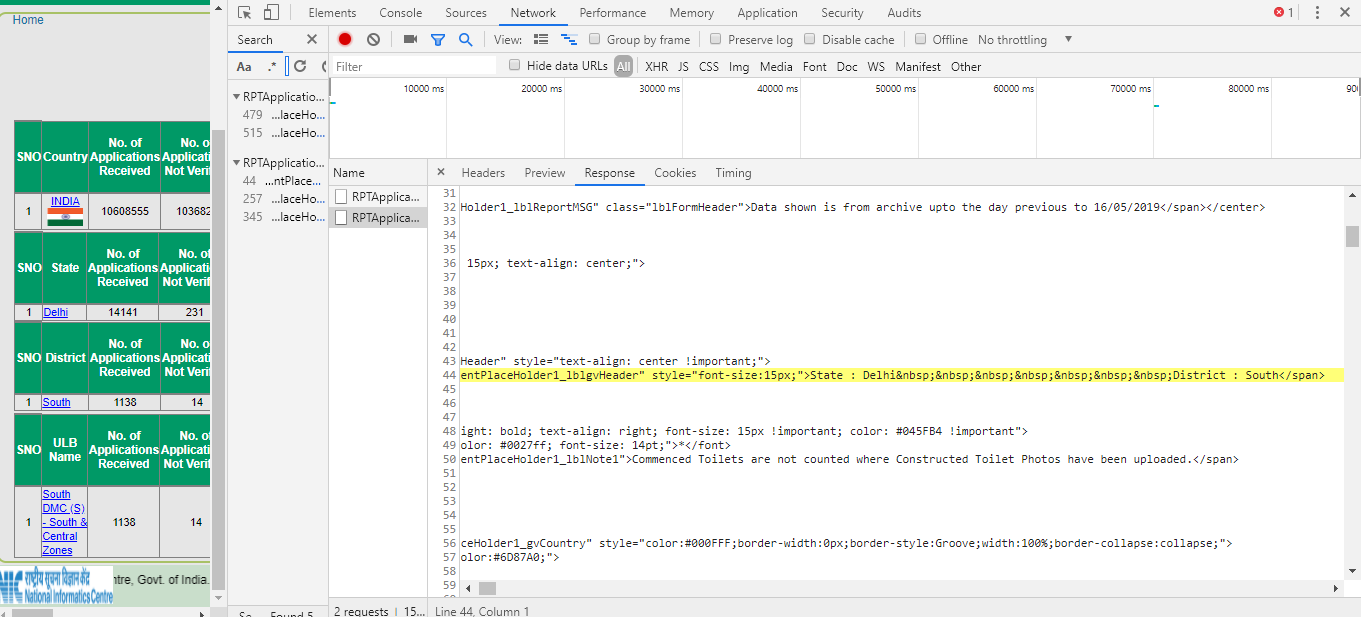 Home
SNO Country No. of Applications Received No. o Applicati Not Verif
1 INDIA 10608555 103682
SNO State No. of Applications Received No. of Applicati Not Verif
1 Delhi 14141 231
SNO District No. of Applications Received No. o Applicati Not Verif
1 South 1138 14
SNO ULB Name No. of Applications Received No. o Applicati Not Verif
1 South DMC (S) - South & Central Zones 1138 14
NIC राष्ट्रीय सूचना विज्ञान केंद्र
National Informatics Centre
ntre, Govt. of India.
Elements Console Sources Network Performance Memory Application Security Audits 1
Search
View: Group by frame Preserve log Disable cache Offline No throttling
Aa .*
Filter Hide data URLs All XHR JS CSS Img Media Font Doc WS Manifest Other
10000 ms 20000 ms 30000 ms 40000 ms 50000 ms 60000 ms 70000 ms 80000 ms 90
RPTApplicatio...
479 ...laceHo...
515 ...laceHo...
RPTApplicatio...
44 ...ntPlace...
257 ...laceHo...
345 ...laceHo...
Se... Found 5
Name
RPTApplica...
RPTApplica...
2 requests 15...
Headers Preview Response Cookies Timing
31
32 Holder1_lblReportMSG" class="lblFormHeader">Data shown is from archive upto the day previous to 16/05/2019</span></center>
33
34
35
36 15px; text-align: center;">
37
38
39
40
41
42
43 Header" style="text-align: center !important;">
44 entPlaceHolder1_lblgvHeader" style="font-size:15px;">State : Delhi&nbsp;&nbsp;&nbsp;&nbsp;&nbsp;&nbsp;&nbsp;District : South</span>
45
46
47
48 ight: bold; text-align: right; font-size: 15px !important; color: #045FB4 !important">
49 olor: #0027ff; font-size: 14pt;">*</font>
50 entPlaceHolder1_lblNote1">Commenced Toilets are not counted where Constructed Toilet Photos have been uploaded.</span>
51
52
53
54
55
56 ceHolder1_gvCountry" style="color:#000FFF;border-width:0px;border-style:Groove;width:100%;border-collapse:collapse;">
57 olor:#6D87A0;">
58
59
Line 44, Column 1